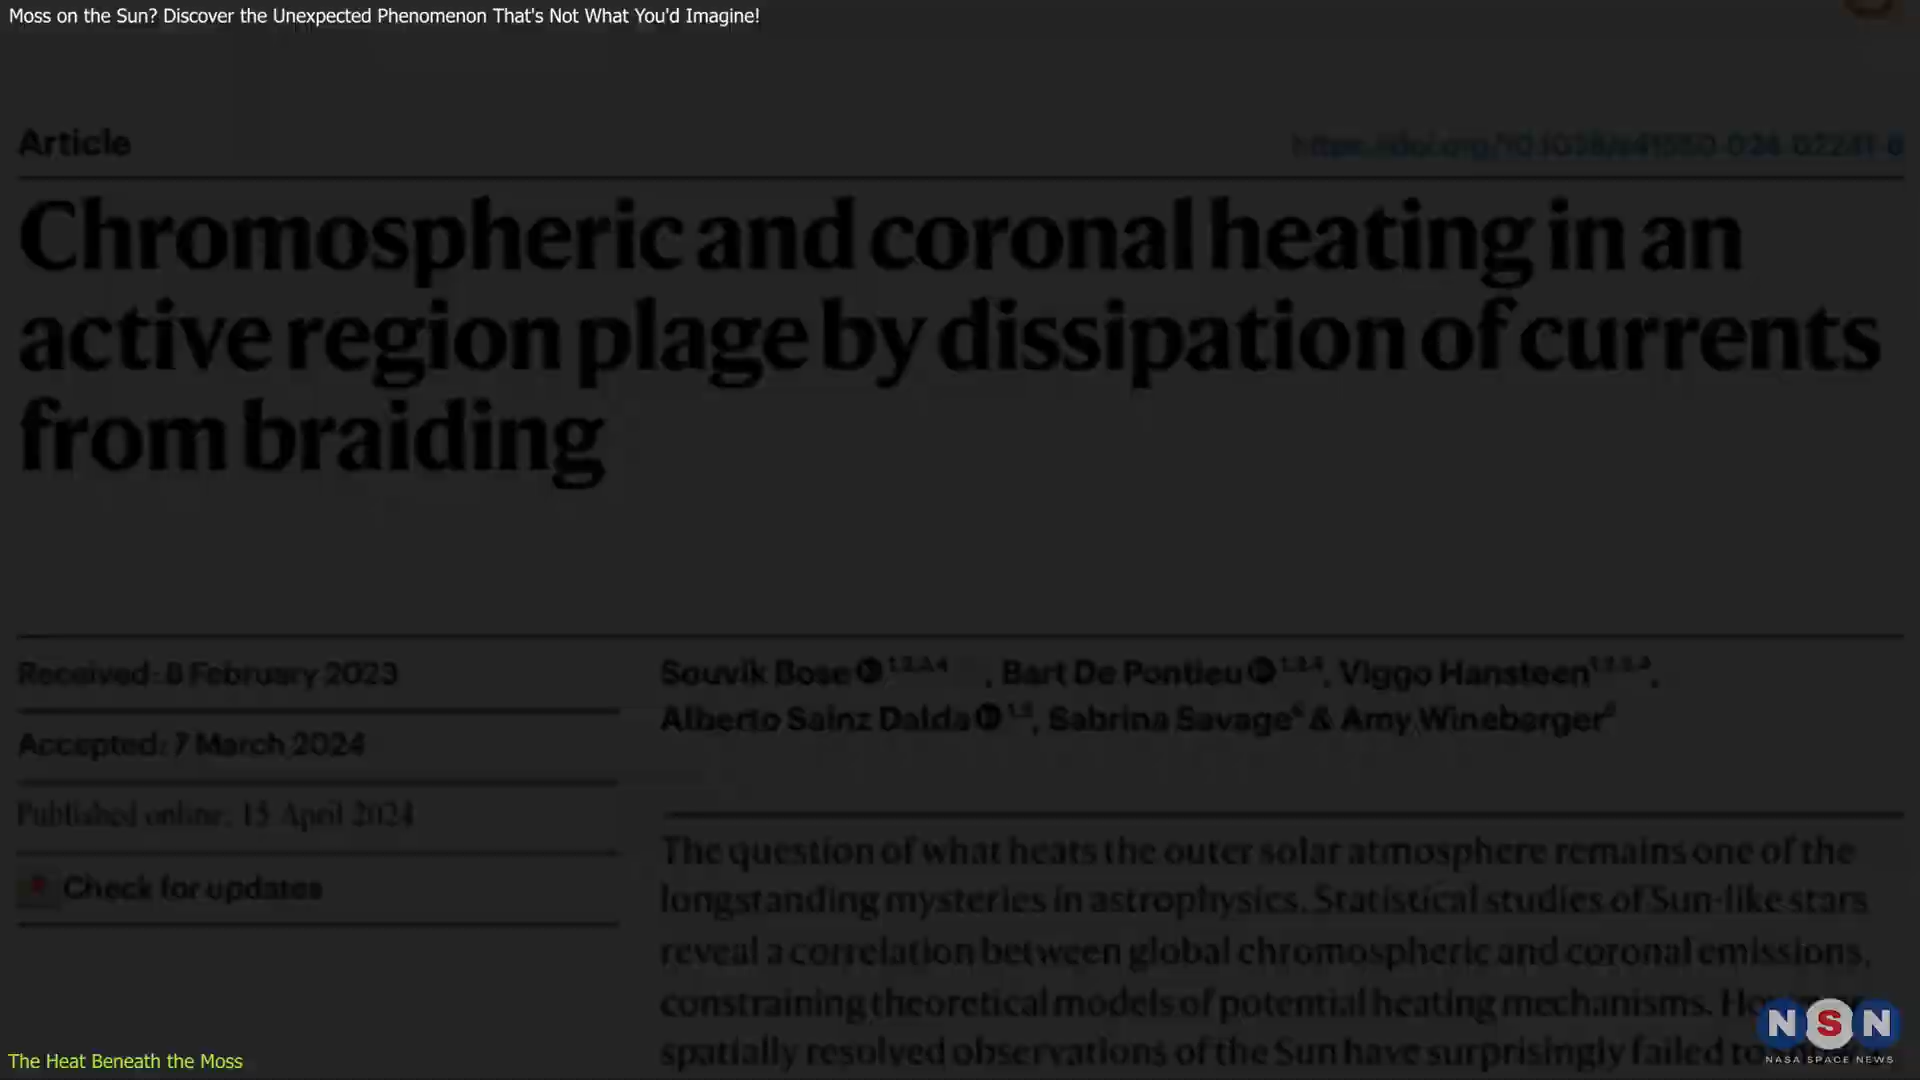 Moss on the Sun? Discover the Unexpected Phenomenon That's Not What You'd Imagine!
Article
Chromospheric and coronal heating in an
active region plage by dissipation of currents
from braiding
Received: 8 February 2023
Accepted: 7 March 2024
Published online: 15 April 2024
Check for updates
Souvik Bose, Bart De Pontieu, Viggo Hansteen,
Alberto Sainz Dalda, Sabrina Savage & Amy Winebarger
The question of what heats the outer solar atmosphere remains one of the
longstanding mysteries in astrophysics. Statistical studies of Sun-like stars
reveal a correlation between global chromospheric and coronal emissions,
constraining theoretical models of potential heating mechanisms.
spatially resolved observations of the Sun have surprisingly failed
NSN
NASA SPACE NEWS
The Heat Beneath the Moss